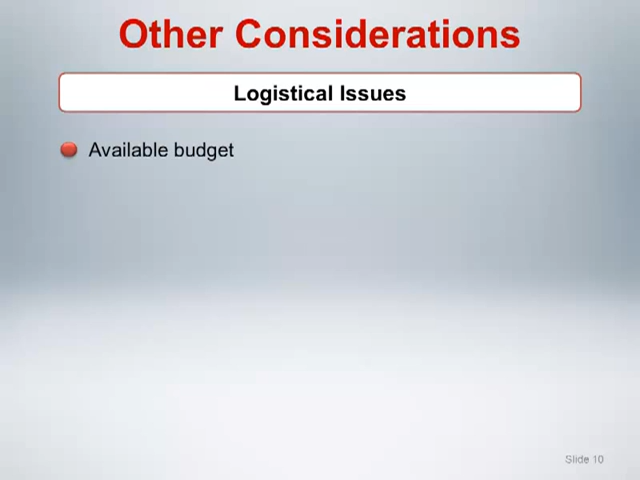 Other Considerations
Logistical Issues
Available budget
Slide 10